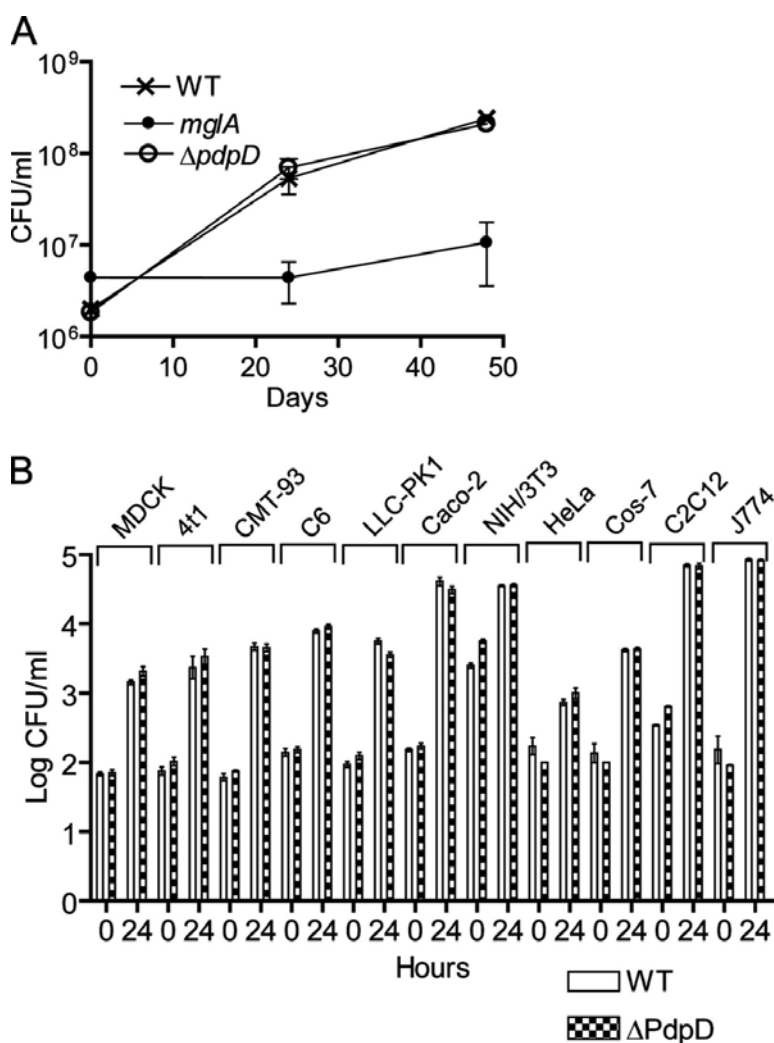 A
10⁹
10⁸
10⁷
10⁶
CFU/ml
WT
mglA
ΔpdpD
0 10 20 30 40 50
Days
B
MDCK 4t1 CMT-93 C6 LLC-PK1 Caco-2 NIH/3T3 HeLa Cos-7 C2C12 J774
5
4
3
2
1
0
Log CFU/ml
0 24 0 24 0 24 0 24 0 24 0 24 0 24 0 24 0 24 0 24 0 24
Hours
WT
ΔPdpD